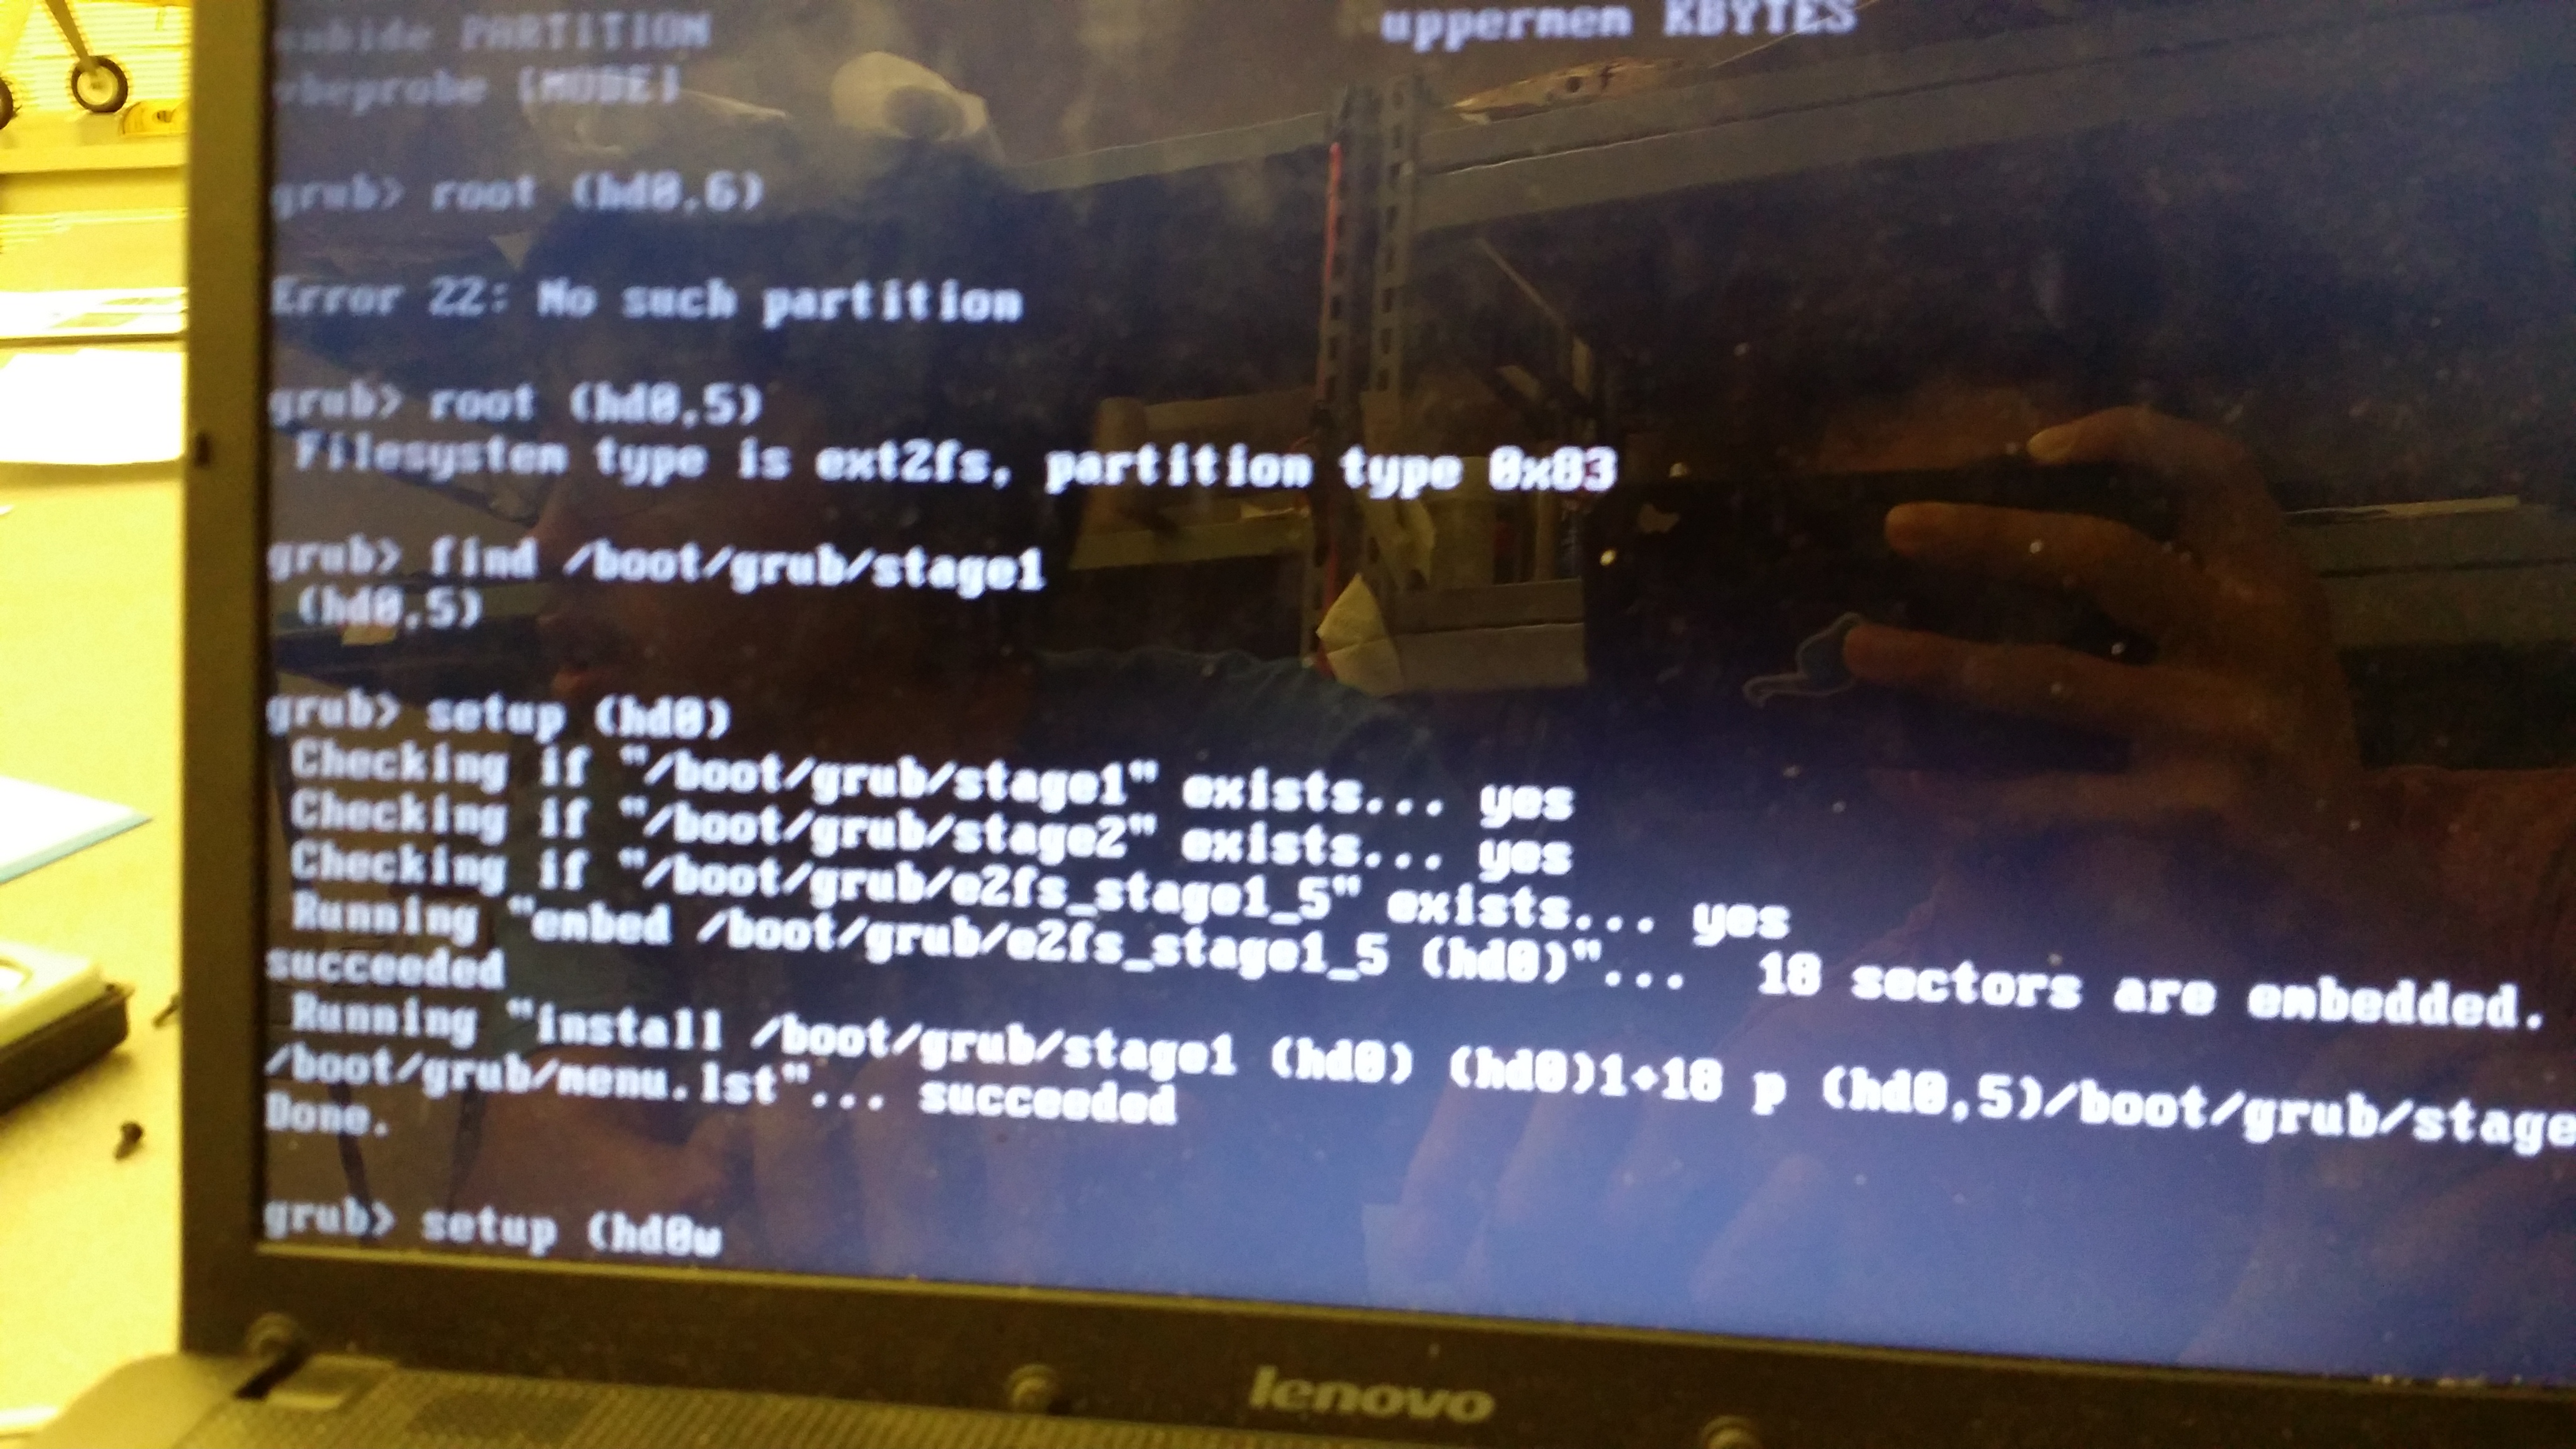 unhide PARTITION uppermem KBYTES
vbeprobe [MODE]
grub> root (hd0,6)
Error 22: No such partition
grub> root (hd0,5)
Filesystem type is ext2fs, partition type 0x83
grub> find /boot/grub/stage1
(hd0,5)
grub> setup (hd0)
Checking if "/boot/grub/stage1" exists... yes
Checking if "/boot/grub/stage2" exists... yes
Checking if "/boot/grub/e2fs_stage1_5" exists... yes
Running "embed /boot/grub/e2fs_stage1_5 (hd0)"... 18 sectors are embedded.
succeeded
Running "install /boot/grub/stage1 (hd0) (hd0)1+18 p (hd0,5)/boot/grub/stage
/boot/grub/menu.lst"... succeeded
Done.
grub> setup (hd0w
lenovo